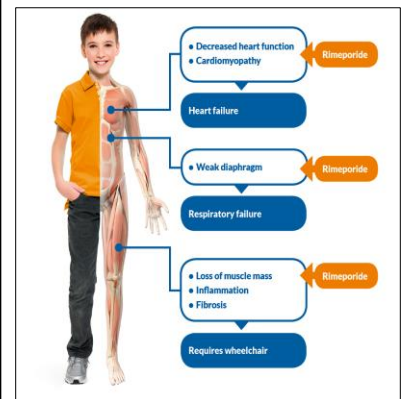 • Decreased heart function
• Cardiomyopathy
Rimeporide
Heart failure
• Weak diaphragm
Rimeporide
Respiratory failure
• Loss of muscle mass
• Inflammation
• Fibrosis
Rimeporide
Requires wheelchair